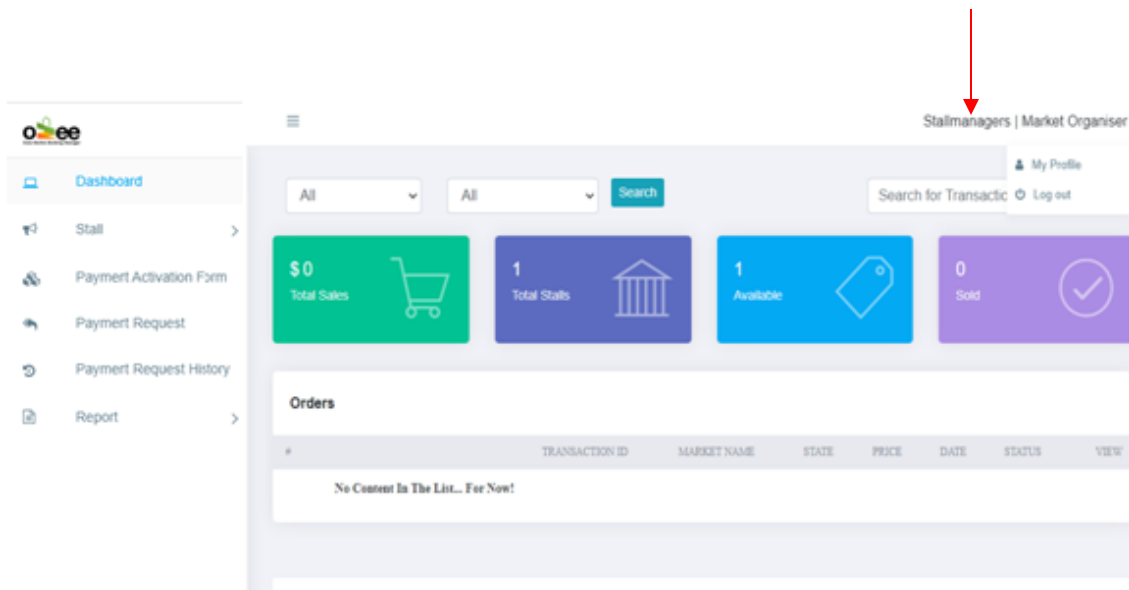 ozee
Stallmanagers | Market Organiser
My Profile
Log out
Dashboard
Stall
Payment Activation Form
Payment Request
Payment Request History
Report
All
All
Search
Search for Transactic
$ 0
Total Sales
1
Total Stalls
1
Available
0
Sold
Orders
# TRANSACTION ID MARKET NAME STATE PRICE DATE STATUS VIEW
No Content In The List... For Now!